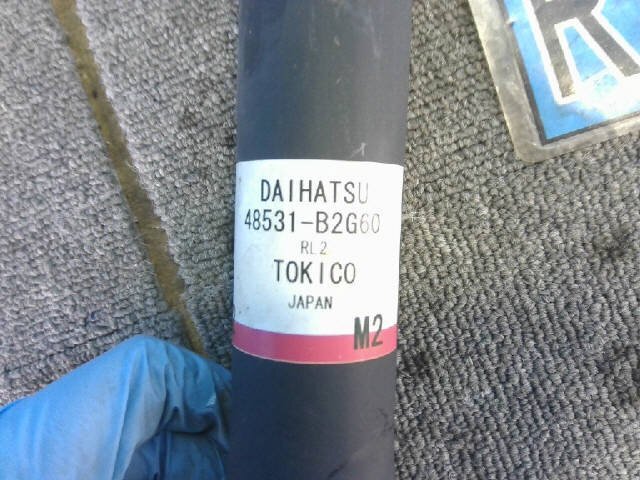 DAIHATSU
48531-B2G60
RL2
TOKICO
JAPAN
M2
R